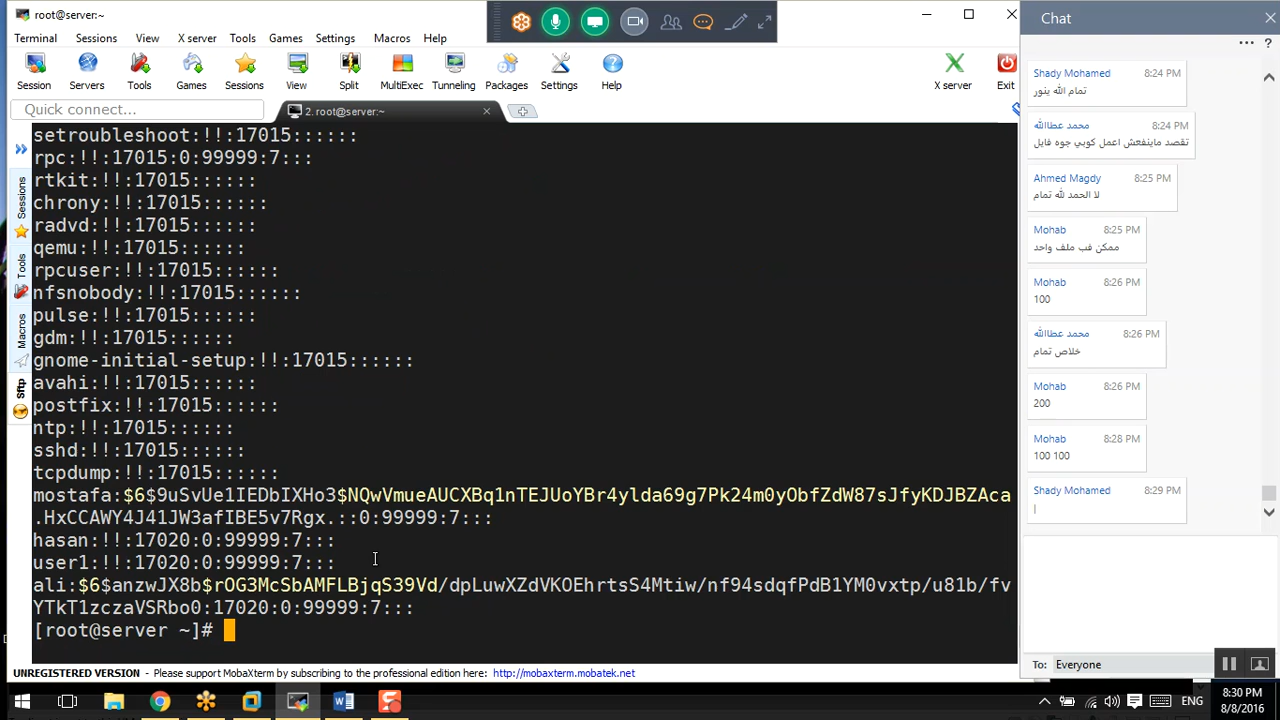 root@server:~
Terminal Sessions View X server Tools Games Settings Macros Help
Session Servers Tools Games Sessions View Split MultiExec Tunneling Packages Settings Help X server Exit
Quick connect...
2. root@server:~
Sessions
Tools
Macros
Sftp
setroubleshoot:!!:17015::::::
rpc:!!:17015:0:99999:7:::
rtkit:!!:17015::::::
chrony:!!:17015::::::
radvd:!!:17015::::::
qemu:!!:17015::::::
rpcuser:!!:17015::::::
nfsnobody:!!:17015::::::
pulse:!!:17015::::::
gdm:!!:17015::::::
gnome-initial-setup:!!:17015::::::
avahi:!!:17015::::::
postfix:!!:17015::::::
ntp:!!:17015::::::
sshd:!!:17015::::::
tcpdump:!!:17015::::::
mostafa:$6$9uSvUe1IEDbIXHo3$NQwVmueAUCXBq1nTEJUoYBr4ylda69g7Pk24m0yObfZdW87sJfyKDJBZAca
.HxCCAWY4J41JW3afIBE5v7Rgx.::0:99999:7:::
hasan:!!:17020:0:99999:7:::
user1:!!:17020:0:99999:7:::
ali:$6$anzwJX8b$rOG3McSbAMFLBjqS39Vd/dpLuwXZdVKOEhrtsS4Mtiw/nf94sdqfPdB1YM0vxtp/u81b/fv
YTkT1zczaVSRbo0:17020:0:99999:7:::
[root@server ~]#
UNREGISTERED VERSION - Please support MobaXterm by subscribing to the professional edition here: http://mobaxterm.mobatek.net
Chat
Shady Mohamed 8:24 PM
تمام الله ينور
محمد عطاالله 8:24 PM
تقصد ماينفعش اعمل كوبي جوه فايل
Ahmed Magdy 8:25 PM
لا الحمد لله تمام
Mohab 8:25 PM
ممكن فب ملف واحد
Mohab 8:26 PM
100
محمد عطاالله 8:26 PM
خلاص تمام
Mohab 8:26 PM
200
Mohab 8:28 PM
100 100
Shady Mohamed 8:29 PM
To: Everyone
ENG
8:30 PM
8/8/2016